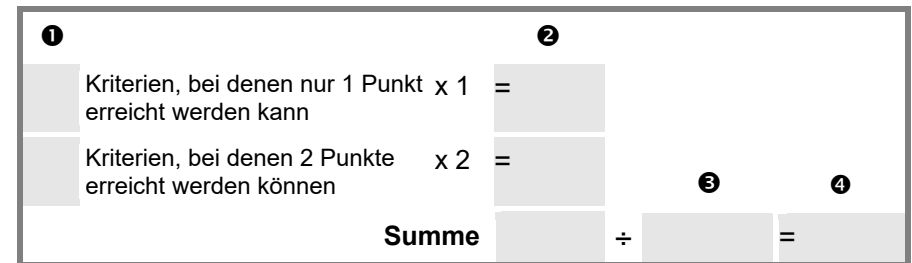 ❶ ❷
Kriterien, bei denen nur 1 Punkt x 1 =
erreicht werden kann
Kriterien, bei denen 2 Punkte x 2 =
erreicht werden können
❸ ❹
Summe ÷ =